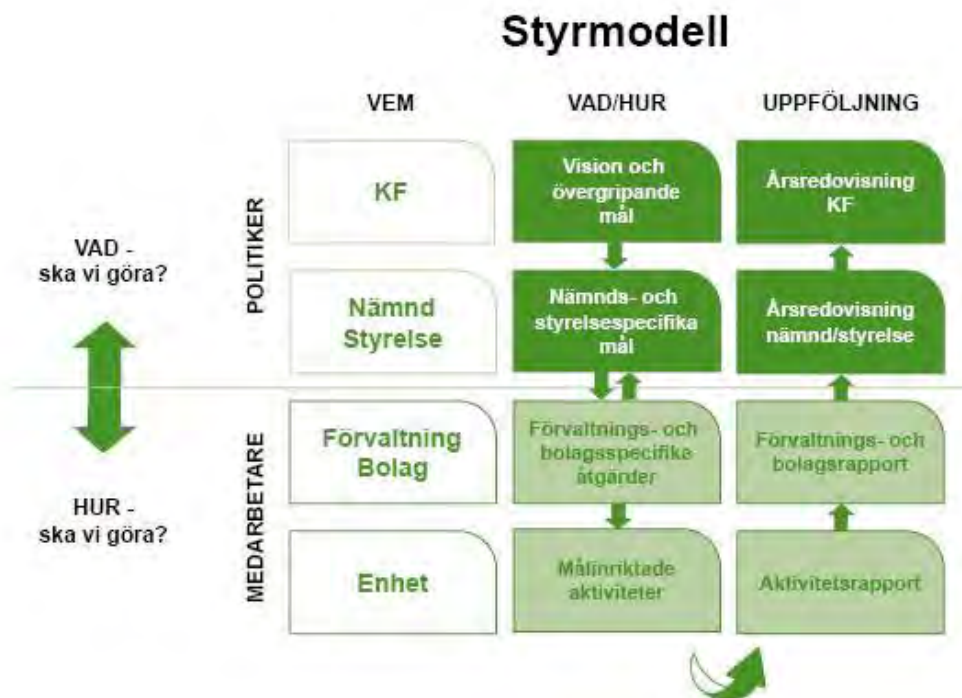 Styrmodell
VEM
VAD/HUR
UPPFÖLJNING
VAD -
ska vi göra?
HUR -
ska vi göra?
POLITIKER
MEDARBETARE
KF
Vision och
övergripande
mål
Årsredovisning
KF
Nämnd
Styrelse
Nämnds- och
styrelsespecifika
mål
Årsredovisning
nämnd/styrelse
Förvaltning
Bolag
Förvaltnings- och
bolagsspecifika
åtgärder
Förvaltnings- och
bolagsrapport
Enhet
Målinriktade
aktiviteter
Aktivitetsrapport